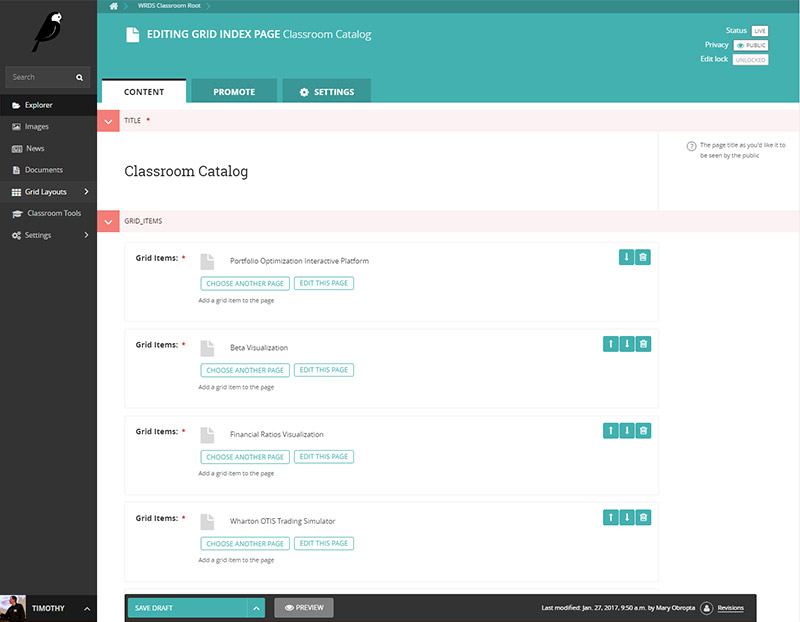 WRDS Classroom Root
EDITING GRID INDEX PAGE Classroom Catalog
Status LIVE
Privacy PUBLIC
Edit lock UNLOCKED
Search
Explorer
Images
News
Documents
Grid Layouts
Classroom Tools
Settings
CONTENT
PROMOTE
SETTINGS
TITLE *
Classroom Catalog
The page title as you'd like it to
be seen by the public
GRID_ITEMS
Grid Items: *
Portfolio Optimization Interactive Platform
CHOOSE ANOTHER PAGE
EDIT THIS PAGE
Add a grid item to the page
Grid Items: *
Beta Visualization
CHOOSE ANOTHER PAGE
EDIT THIS PAGE
Add a grid item to the page
Grid Items: *
Financial Ratios Visualization
CHOOSE ANOTHER PAGE
EDIT THIS PAGE
Add a grid item to the page
Grid Items: *
Wharton OTIS Trading Simulator
CHOOSE ANOTHER PAGE
EDIT THIS PAGE
Add a grid item to the page
TIMOTHY
SAVE DRAFT
PREVIEW
Last modified: Jan. 27, 2017, 9:50 a.m. by Mary Obropta
Revisions